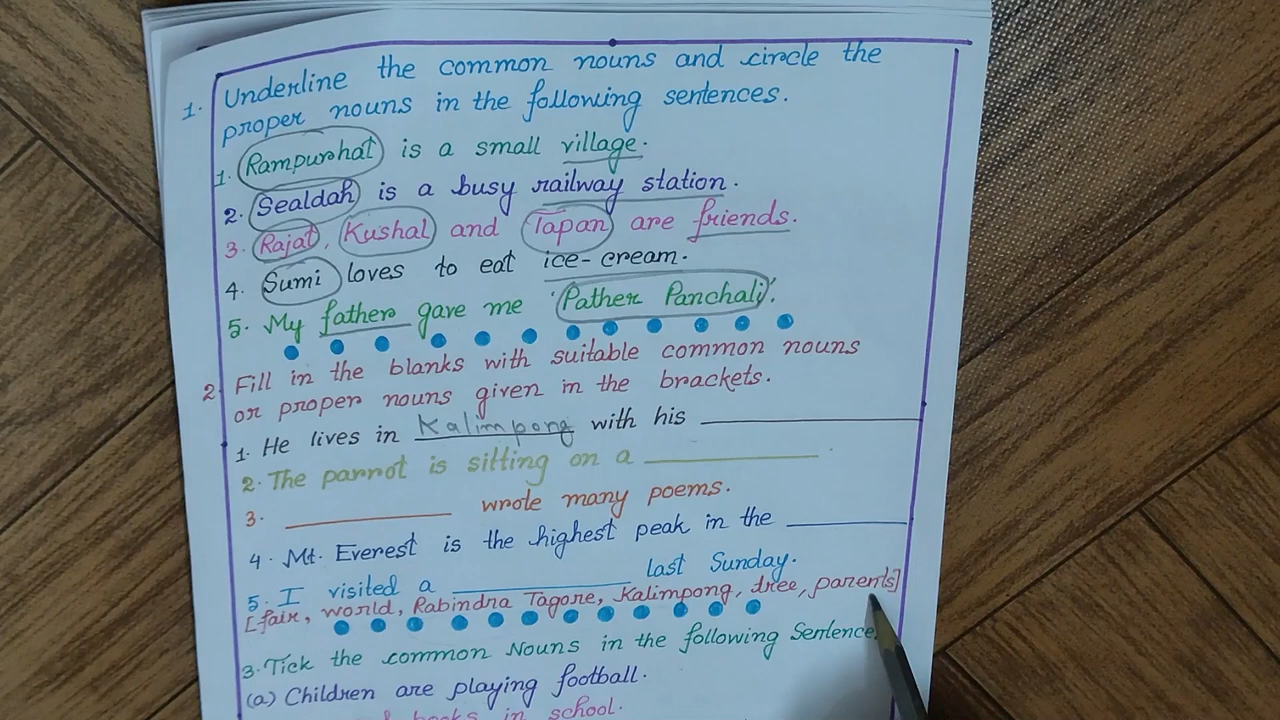 1. Underline the common nouns and circle the
proper nouns in the following sentences.
1. Rampurhat is a small village.
2. Sealdah is a busy railway station.
3. Rajat, Kushal and Tapan are friends.
4. Sumi loves to eat ice-cream.
5. My father gave me 'Pather Panchali'.
2. Fill in the blanks with suitable common nouns
or proper nouns given in the brackets.
1. He lives in Kalimpong with his ____________
2. The parrot is sitting on a ____________.
3. ____________ wrote many poems.
4. Mt. Everest is the highest peak in the ____________
5. I visited a ____________ last Sunday.
[fair, world, Rabindra Tagore, Kalimpong, tree, parents]
3. Tick the common Nouns in the following Sentence.
(a) Children are playing football.
books in school.